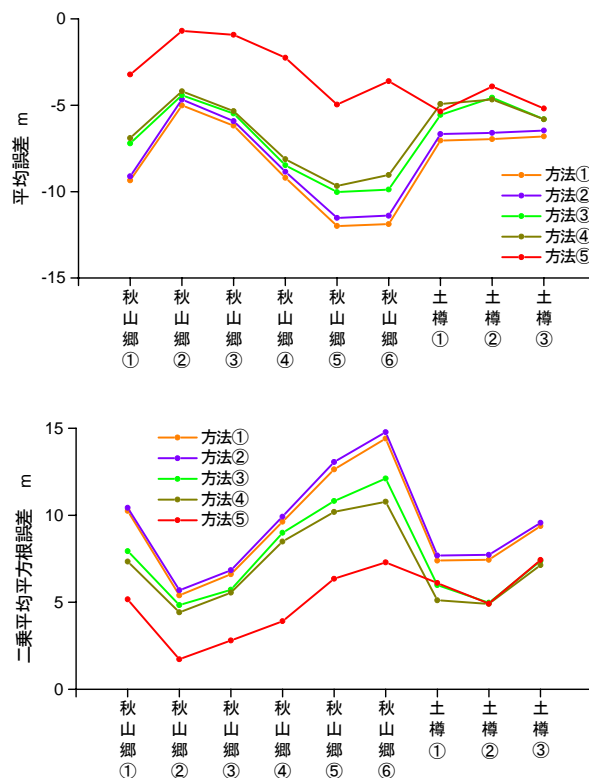 0
-5
-10
-15
平均誤差 m
方法①
方法②
方法③
方法④
方法⑤
秋山郷①
秋山郷②
秋山郷③
秋山郷④
秋山郷⑤
秋山郷⑥
土樽①
土樽②
土樽③
15
10
5
0
二乗平均平方根誤差 m
方法①
方法②
方法③
方法④
方法⑤
秋山郷①
秋山郷②
秋山郷③
秋山郷④
秋山郷⑤
秋山郷⑥
土樽①
土樽②
土樽③